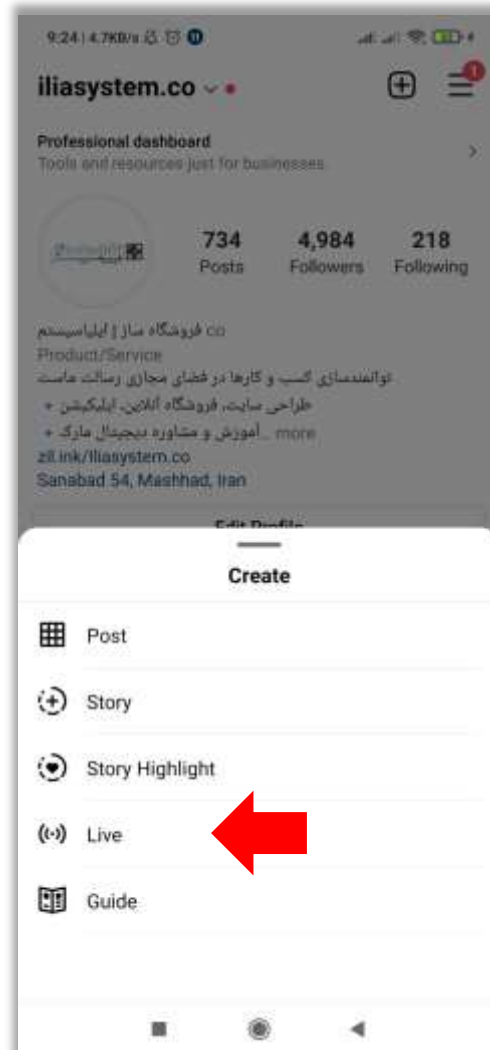 9:24 | 4.7KB/s
iliasystem.co
1
Professional dashboard
Tools and resources just for businesses.
734 4,984 218
Posts Followers Following
فروشگاه ساز | ایلیاسیستم co
Product/Service
توانمندسازی کسب و کارها در فضای مجازی رسالت ماست
طراحی سایت، فروشگاه آنلاین، اپلیکیشن
آموزش و مشاوره دیجیتال مارک... more
zil.ink/iliasystem.co
Sanabad 54, Mashhad, Iran
Edit Profile
Create
Post
Story
Story Highlight
Live
Guide